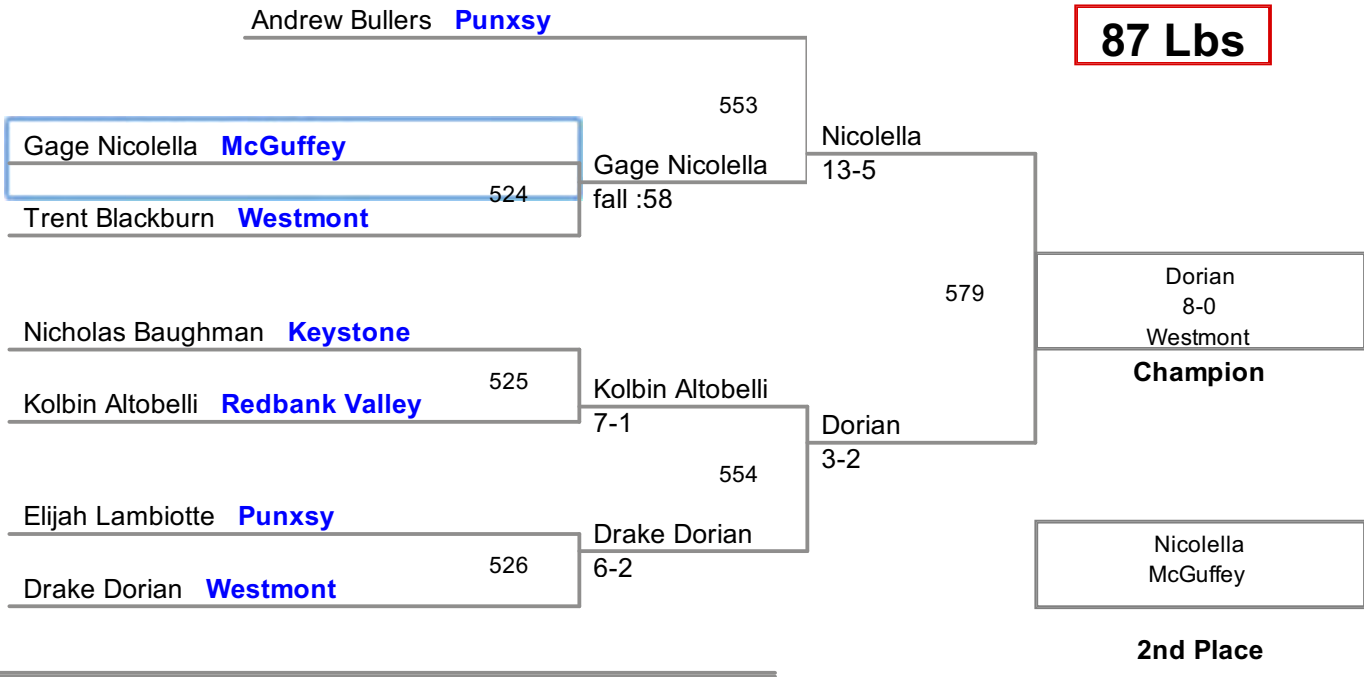 Andrew Bullers Punxsy
87 Lbs
553
Gage Nicolella McGuffey
Nicolella
13-5
Gage Nicolella
fall :58
524
Trent Blackburn Westmont
Dorian
8-0
Westmont
Champion
579
Nicholas Baughman Keystone
525
Kolbin Altobelli Redbank Valley
Kolbin Altobelli
7-1
Dorian
3-2
554
Elijah Lambiotte Punxsy
Drake Dorian
6-2
526
Drake Dorian Westmont
Nicolella
McGuffey
2nd Place